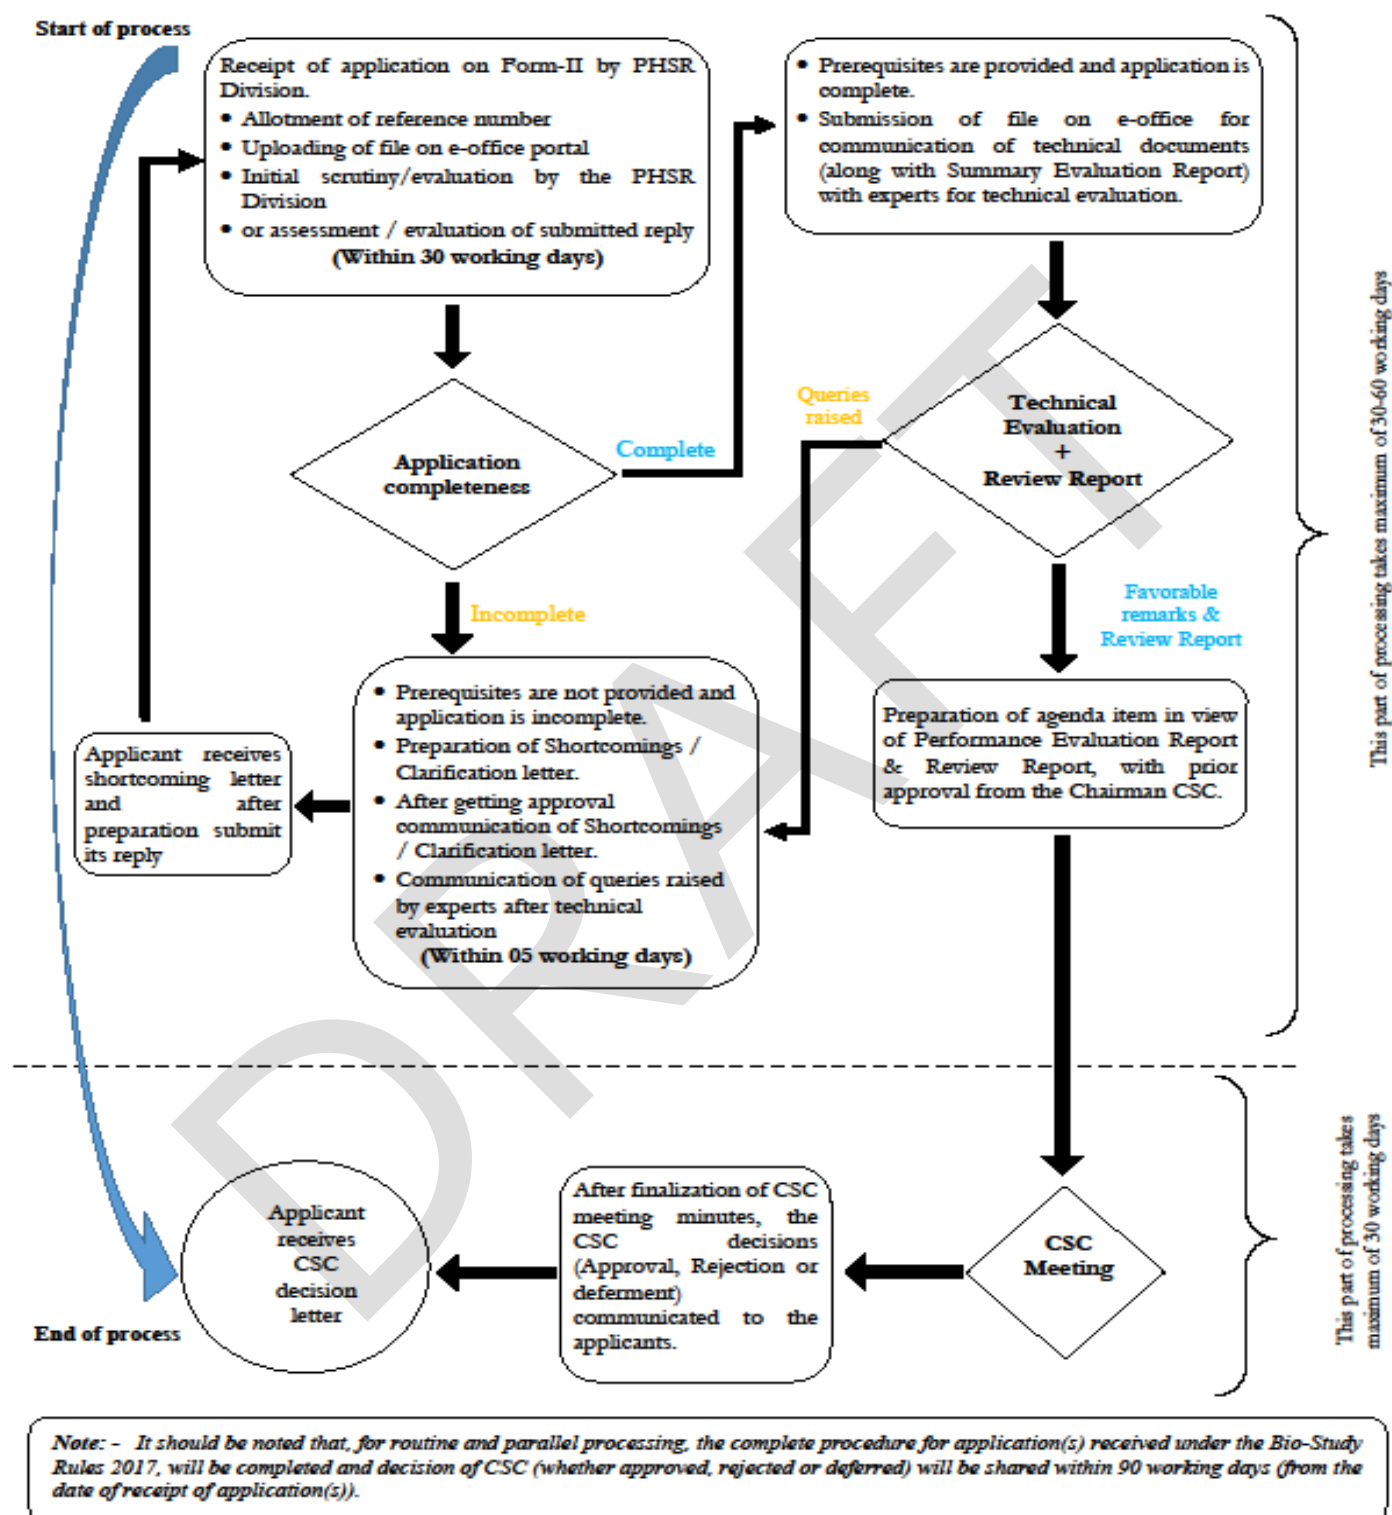 Start of process
Receipt of application on Form-II by PHSR
Division.
• Allotment of reference number
• Uploading of file on e-office portal
• Initial scrutiny/evaluation by the PHSR
Division
• or assessment / evaluation of submitted reply
(Within 30 working days)
• Prerequisites are provided and application is
complete.
• Submission of file on e-office for
communication of technical documents
(along with Summary Evaluation Report)
with experts for technical evaluation.
Application
completeness
Complete
Queries
raised
Technical
Evaluation
+
Review Report
Incomplete
Favorable
remarks &
Review Report
• Prerequisites are not provided and
application is incomplete.
• Preparation of Shortcomings /
Clarification letter.
• After getting approval
communication of Shortcomings
/ Clarification letter.
• Communication of queries raised
by experts after technical
evaluation
(Within 05 working days)
Applicant receives
shortcoming letter
and after
preparation submit
its reply
Preparation of agenda item in view
of Performance Evaluation Report
& Review Report, with prior
approval from the Chairman CSC.
This part of processing takes maximum of 30-60 working days
DRAFT
CSC
Meeting
After finalization of CSC
meeting minutes, the
CSC decisions
(Approval, Rejection or
deferment)
communicated to the
applicants.
Applicant
receives
CSC
decision
letter
End of process
This part of processing takes
maximum of 30 working days
Note: - It should be noted that, for routine and parallel processing, the complete procedure for application(s) received under the Bio-Study
Rules 2017, will be completed and decision of CSC (whether approved, rejected or deferred) will be shared within 90 working days (from the
date of receipt of application(s)).